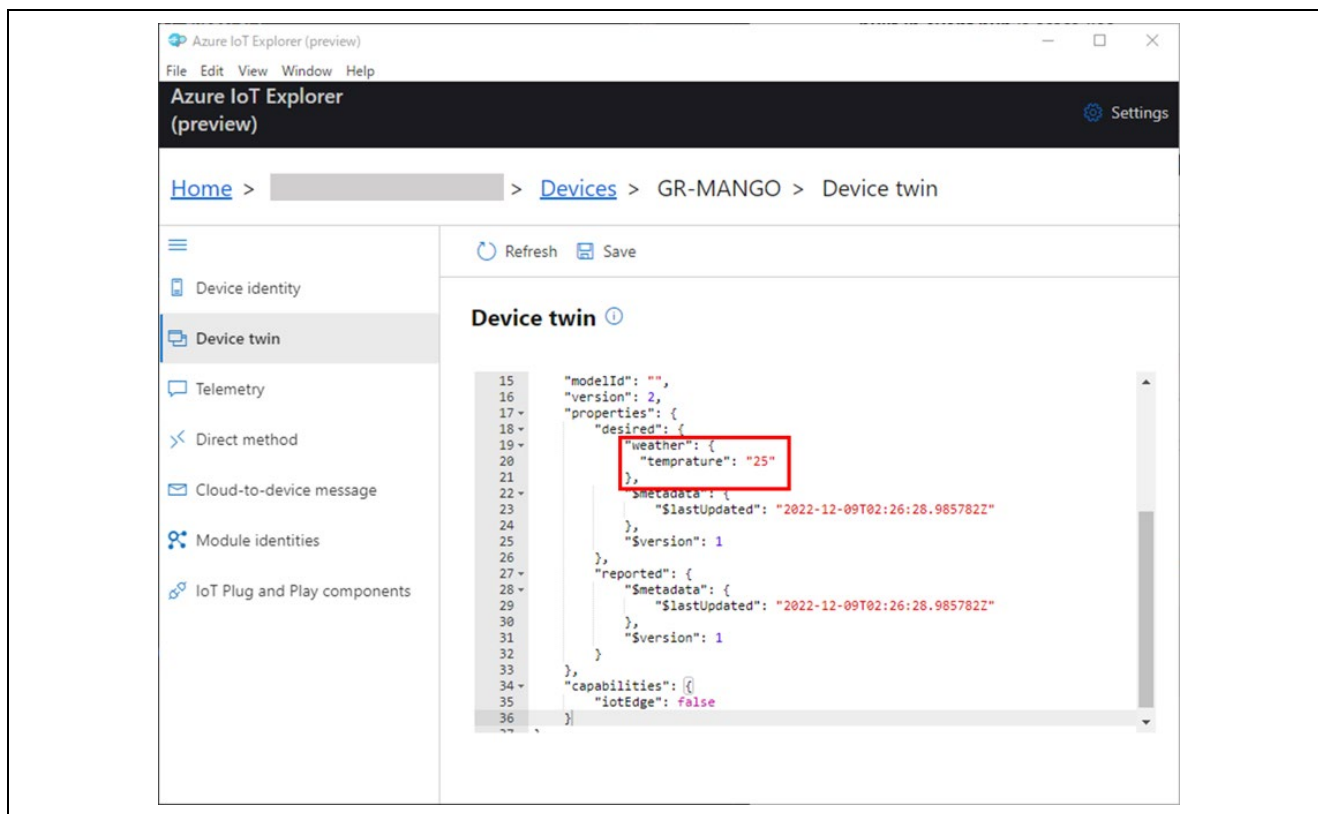 Azure IoT Explorer (preview)
File Edit View Window Help
Azure IoT Explorer
(preview)
Settings
Home > > Devices > GR-MANGO > Device twin
Refresh Save
Device identity
Device twin
Telemetry
Direct method
Cloud-to-device message
Module identities
IoT Plug and Play components
Device twin
15 "modelId": "",
16 "version": 2,
17 "properties": {
18 "desired": {
19 "weather": {
20 "temprature": "25"
21 },
22 "$metadata": {
23 "$lastUpdated": "2022-12-09T02:26:28.985782Z"
24 },
25 "$version": 1
26 },
27 "reported": {
28 "$metadata": {
29 "$lastUpdated": "2022-12-09T02:26:28.985782Z"
30 },
31 "$version": 1
32 }
33 },
34 "capabilities": {
35 "iotEdge": false
36 }